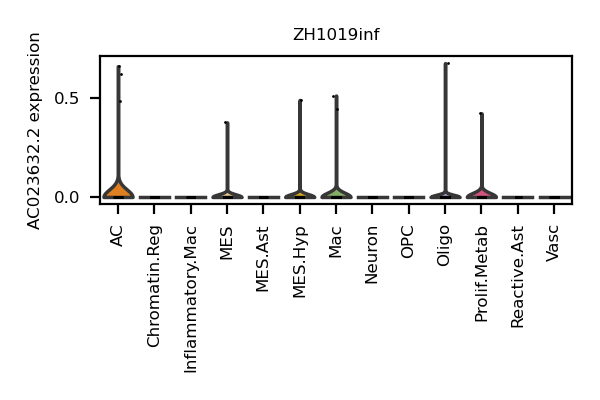 ZH1019inf
AC023632.2 expression
0.5
0.0
AC
Chromatin.Reg
Inflammatory.Mac
MES
MES.Ast
MES.Hyp
Mac
Neuron
OPC
Oligo
Prolif.Metab
Reactive.Ast
Vasc